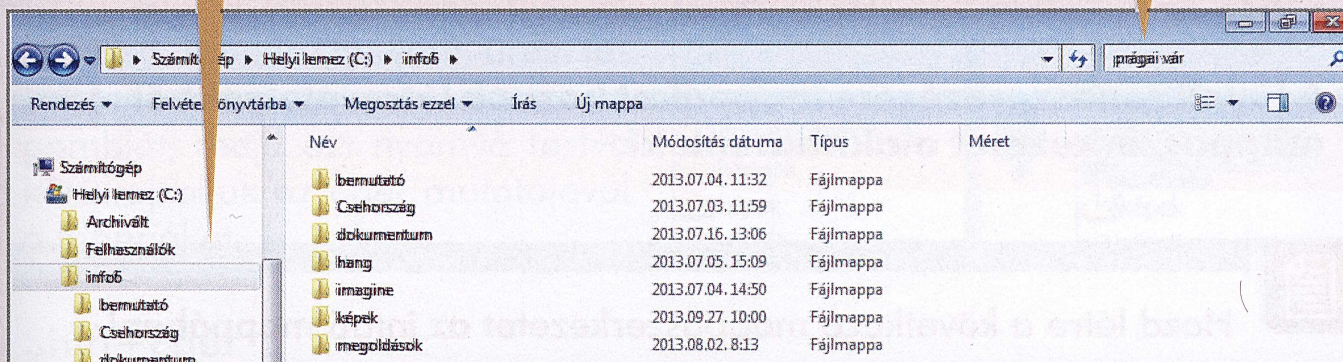 Számítógép ▸ Helyi lemez (C:) ▸ info5 ▸ prágai vár
Rendezés Felvétel könyvtárba Megosztás ezzel Írás Új mappa
Név Módosítás dátuma Típus Méret
Számítógép
Helyi lemez (C:)
Archivált
Felhasználók
info5
bemutató
Csehország
dokumentum
bemutató 2013.07.04. 11:32 Fájlmappa
Csehország 2013.07.03. 11:59 Fájlmappa
dokumentum 2013.07.16. 13:06 Fájlmappa
hang 2013.07.05. 15:09 Fájlmappa
imagine 2013.07.04. 14:50 Fájlmappa
képek 2013.09.27. 10:00 Fájlmappa
megoldások 2013.08.02. 8:13 Fájlmappa